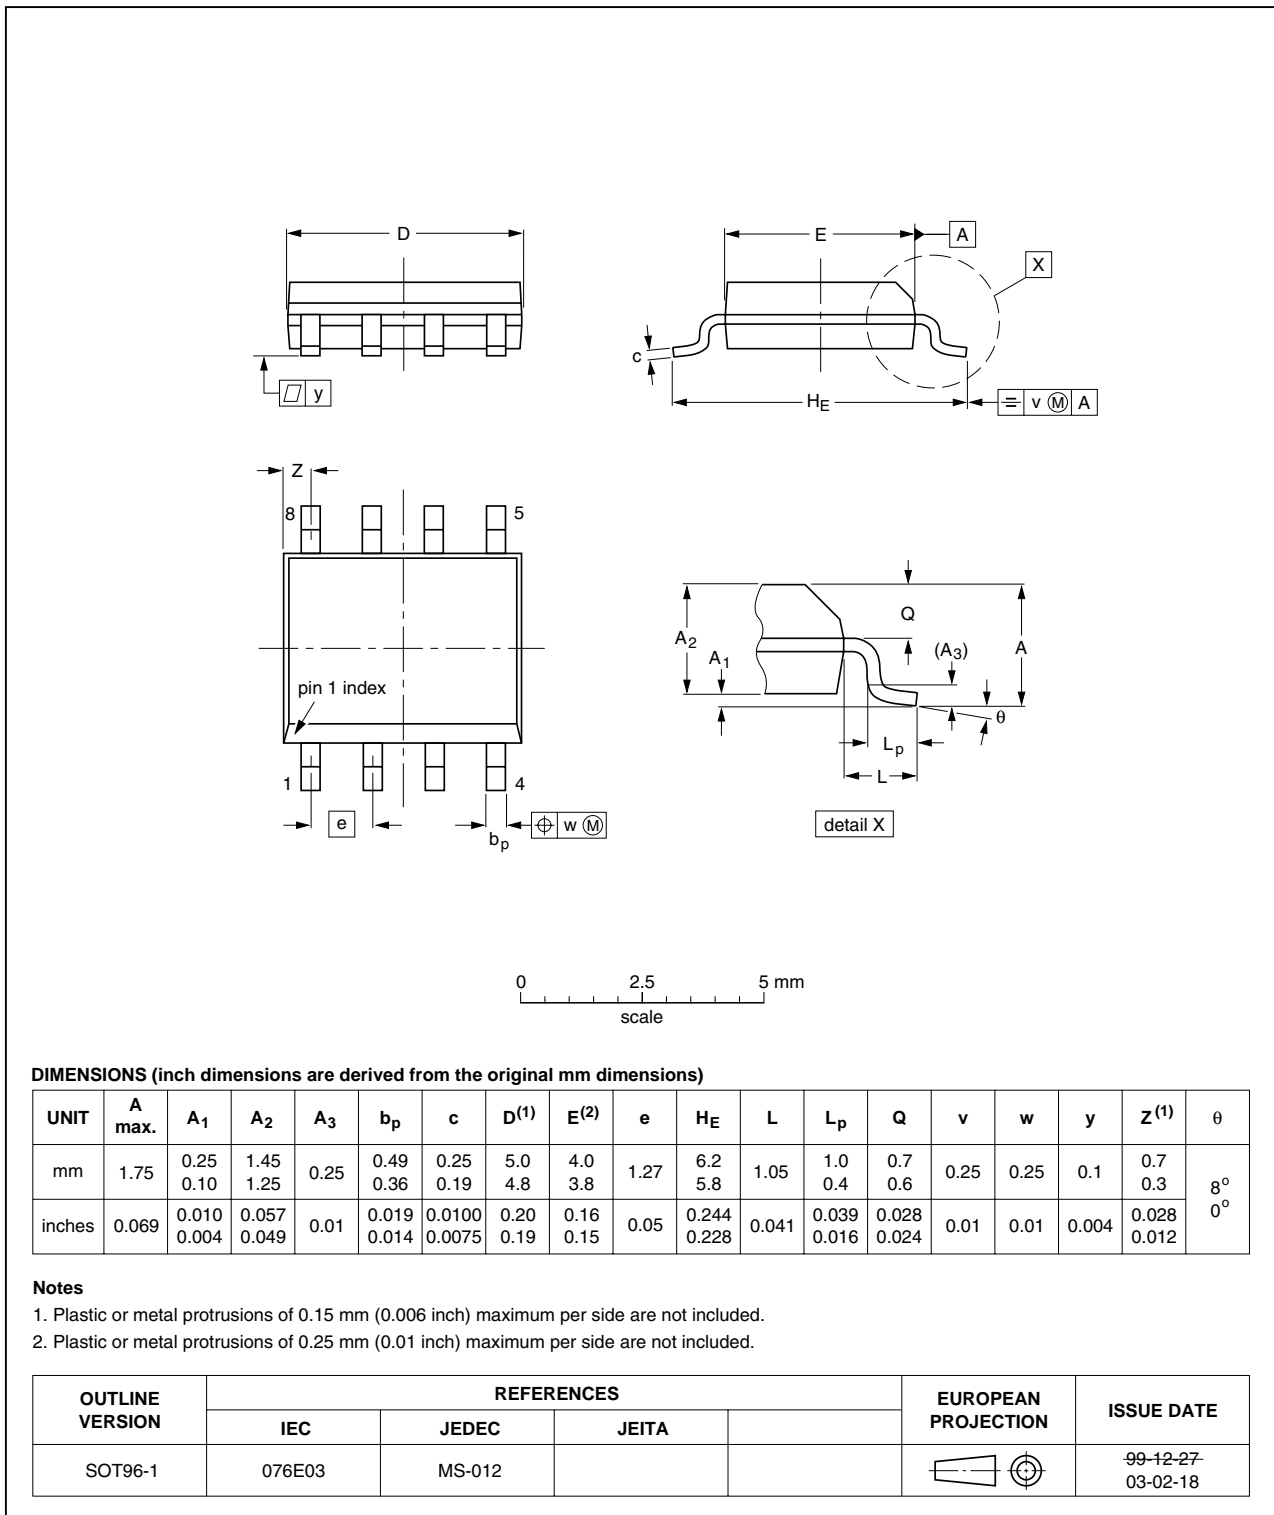 D
E
A
X
c
y
HE
v M A
Z
8
5
Q
A2
A1
(A3)
A
pin 1 index
θ
Lp
L
1
4
e
w M
bp
detail X
0 2.5 5 mm
scale
DIMENSIONS (inch dimensions are derived from the original mm dimensions)
UNIT A max. A1 A2 A3 bp c D(1) E(2) e HE L Lp Q v w y Z(1) θ
mm 1.75 0.25 0.10 1.45 1.25 0.25 0.49 0.36 0.25 0.19 5.0 4.8 4.0 3.8 1.27 6.2 5.8 1.05 1.0 0.4 0.7 0.6 0.25 0.25 0.1 0.7 0.3 8° 0°
inches 0.069 0.010 0.004 0.057 0.049 0.01 0.019 0.014 0.0100 0.0075 0.20 0.19 0.16 0.15 0.05 0.244 0.228 0.041 0.039 0.016 0.028 0.024 0.01 0.01 0.004 0.028 0.012
Notes
1. Plastic or metal protrusions of 0.15 mm (0.006 inch) maximum per side are not included.
2. Plastic or metal protrusions of 0.25 mm (0.01 inch) maximum per side are not included.
OUTLINE VERSION REFERENCES EUROPEAN PROJECTION ISSUE DATE
IEC JEDEC JEITA
SOT96-1 076E03 MS-012 99-12-27
03-02-18